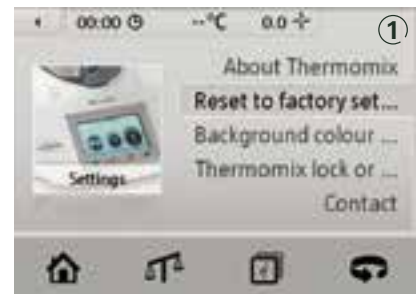 00:00 --°C 0.0
1
About Thermomix
Reset to factory set...
Background colour ...
Thermomix lock or ...
Settings
Contact